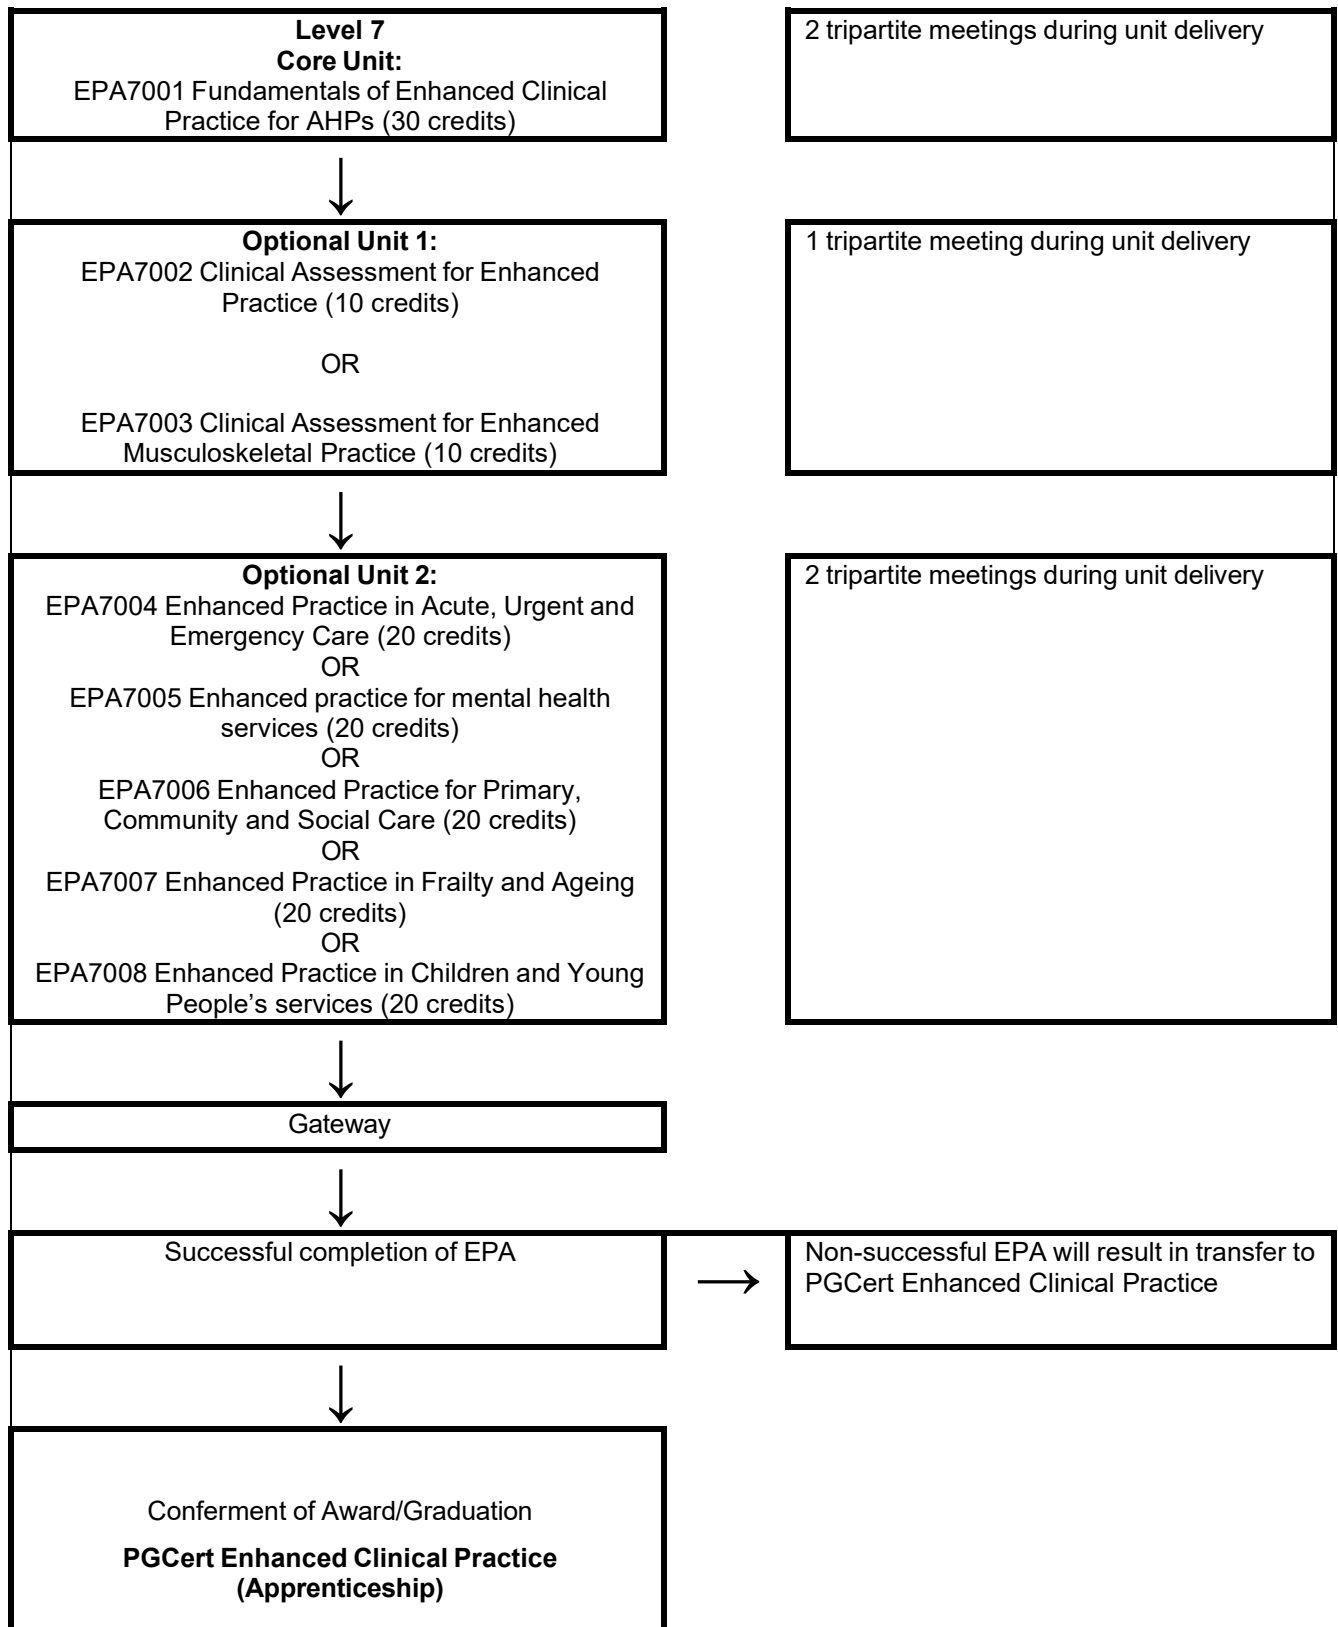 Level 7
Core Unit:
EPA7001 Fundamentals of Enhanced Clinical
Practice for AHPs (30 credits)
2 tripartite meetings during unit delivery
↓
Optional Unit 1:
EPA7002 Clinical Assessment for Enhanced
Practice (10 credits)
OR
EPA7003 Clinical Assessment for Enhanced
Musculoskeletal Practice (10 credits)
1 tripartite meeting during unit delivery
↓
Optional Unit 2:
EPA7004 Enhanced Practice in Acute, Urgent and
Emergency Care (20 credits)
OR
EPA7005 Enhanced practice for mental health
services (20 credits)
OR
EPA7006 Enhanced Practice for Primary,
Community and Social Care (20 credits)
OR
EPA7007 Enhanced Practice in Frailty and Ageing
(20 credits)
OR
EPA7008 Enhanced Practice in Children and Young
People’s services (20 credits)
2 tripartite meetings during unit delivery
↓
Gateway
↓
Successful completion of EPA
→
Non-successful EPA will result in transfer to
PGCert Enhanced Clinical Practice
↓
Conferment of Award/Graduation
PGCert Enhanced Clinical Practice
(Apprenticeship)